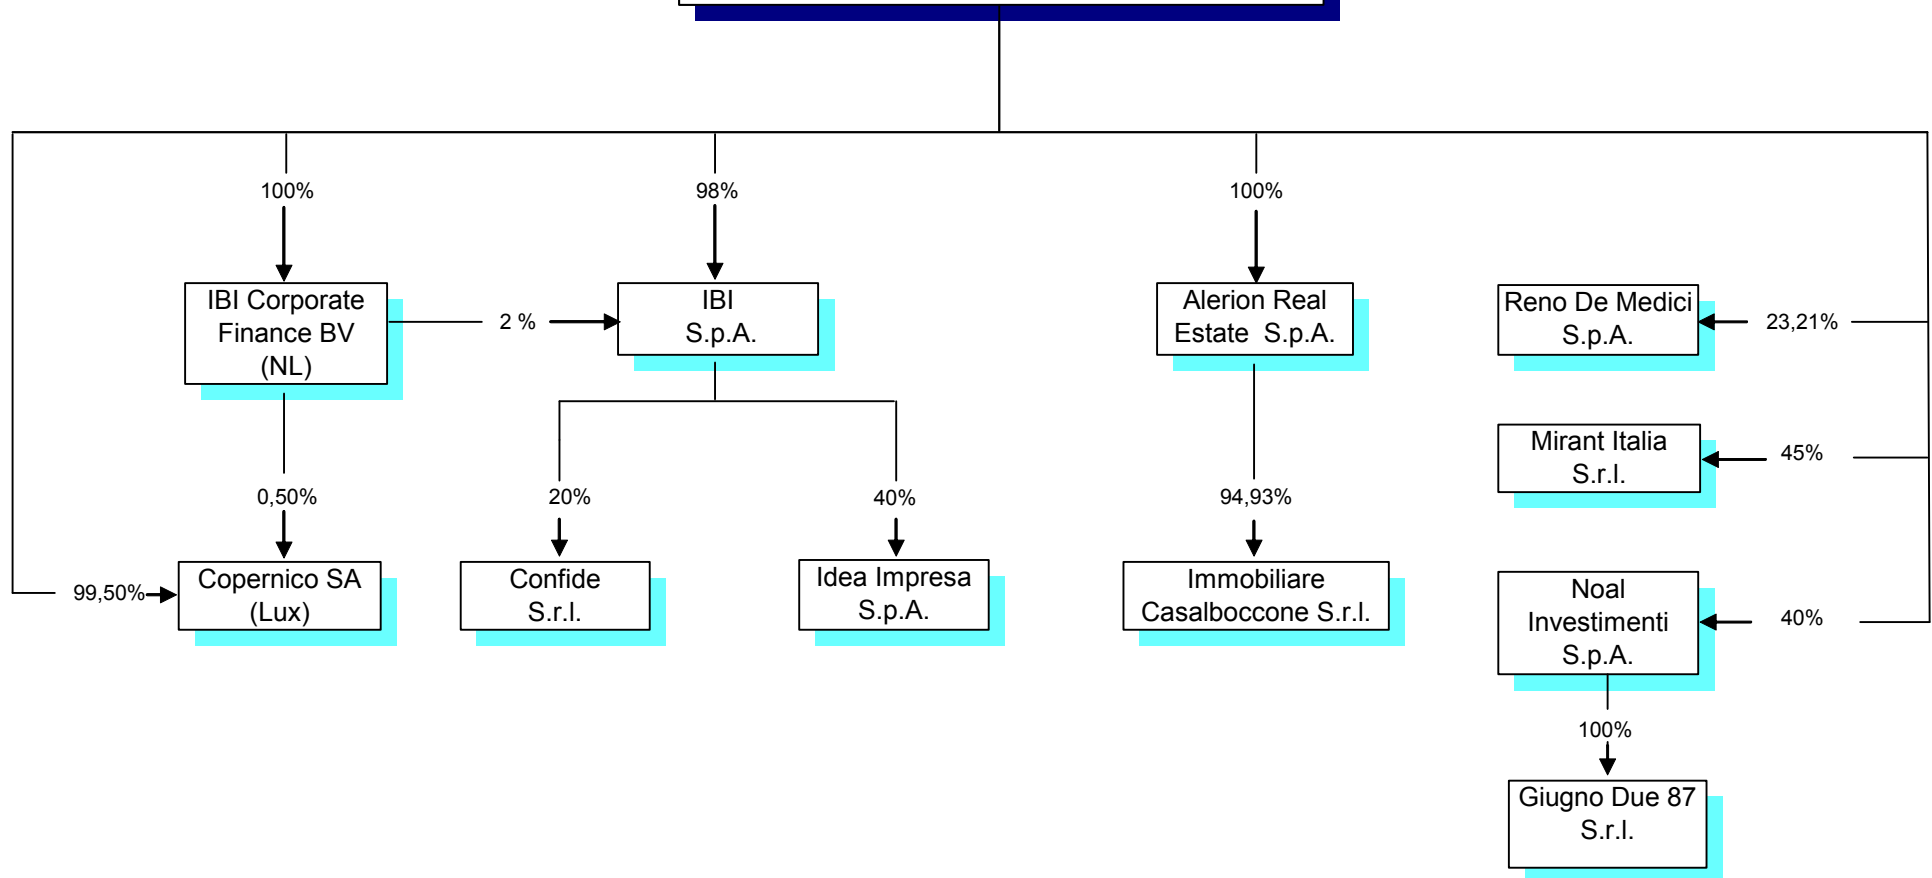 100%
98%
100%
IBI Corporate
Finance BV
(NL)
2 %
IBI
S.p.A.
Alerion Real
Estate S.p.A.
Reno De Medici
S.p.A.
23,21%
Mirant Italia
S.r.l.
45%
0,50%
20%
40%
94,93%
99,50%
Copernico SA
(Lux)
Confide
S.r.l.
Idea Impresa
S.p.A.
Immobiliare
Casalboccone S.r.l.
Noal
Investimenti
S.p.A.
40%
100%
Giugno Due 87
S.r.l.